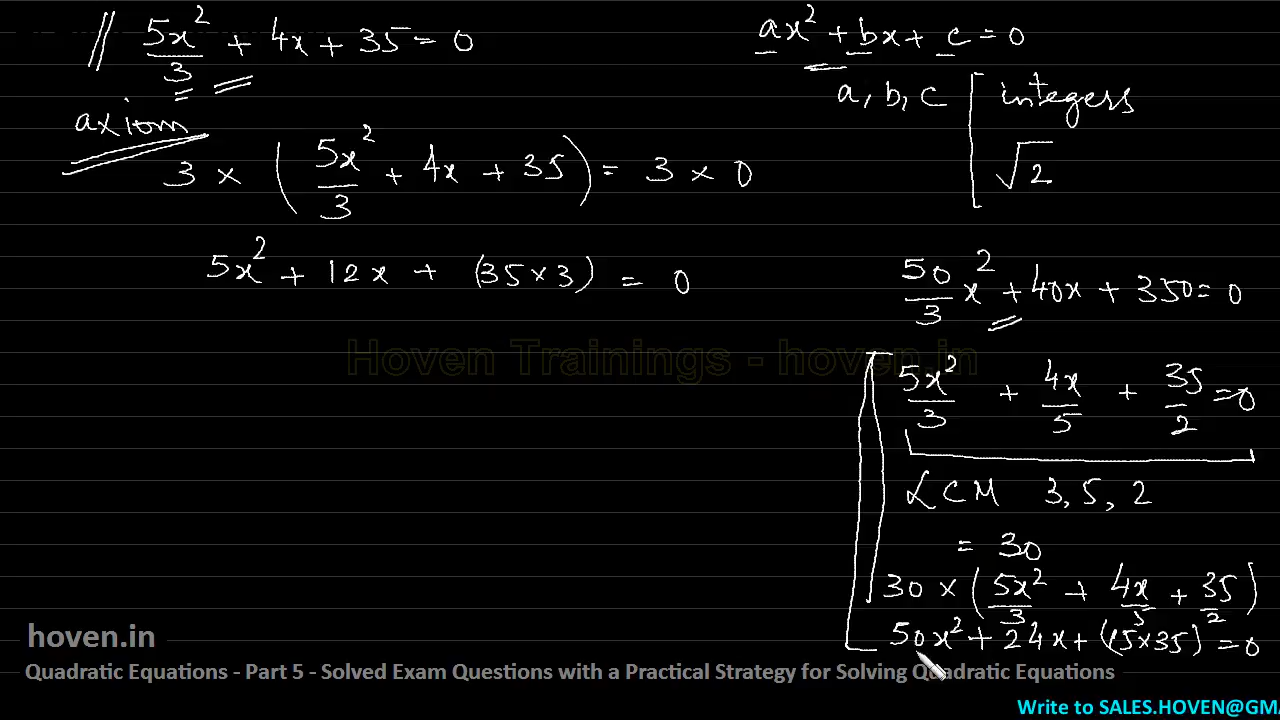 // 5x²/3 + 4x + 35 = 0
axiom
3 × (5x²/3 + 4x + 35) = 3 × 0
5x² + 12x + (35×3) = 0
ax² + bx + c = 0
a, b, c [ integers
√2
50/3 x² + 40x + 350 = 0
5x²/3 + 4x/5 + 35/2 = 0
LCM 3, 5, 2
= 30
30 × (5x²/3 + 4x/5 + 35/2)
50x² + 24x + (15×35) = 0
Hoven Trainings - hoven.in
hoven.in
Quadratic Equations - Part 5 - Solved Exam Questions with a Practical Strategy for Solving Quadratic Equations
Write to SALES.HOVEN@GM